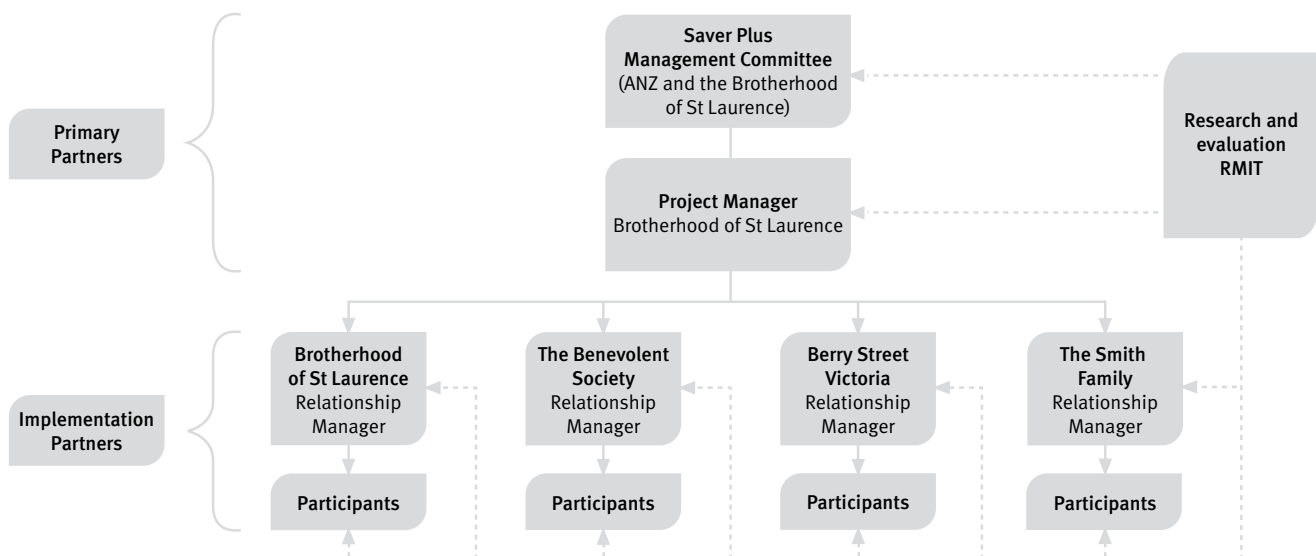 Saver Plus
Management Committee
(ANZ and the Brotherhood
of St Laurence)
Primary
Partners
Research and
evaluation
RMIT
Project Manager
Brotherhood of St Laurence
Brotherhood
of St Laurence
Relationship
Manager
The Benevolent
Society
Relationship
Manager
Berry Street
Victoria
Relationship
Manager
The Smith
Family
Relationship
Manager
Implementation
Partners
Participants
Participants
Participants
Participants